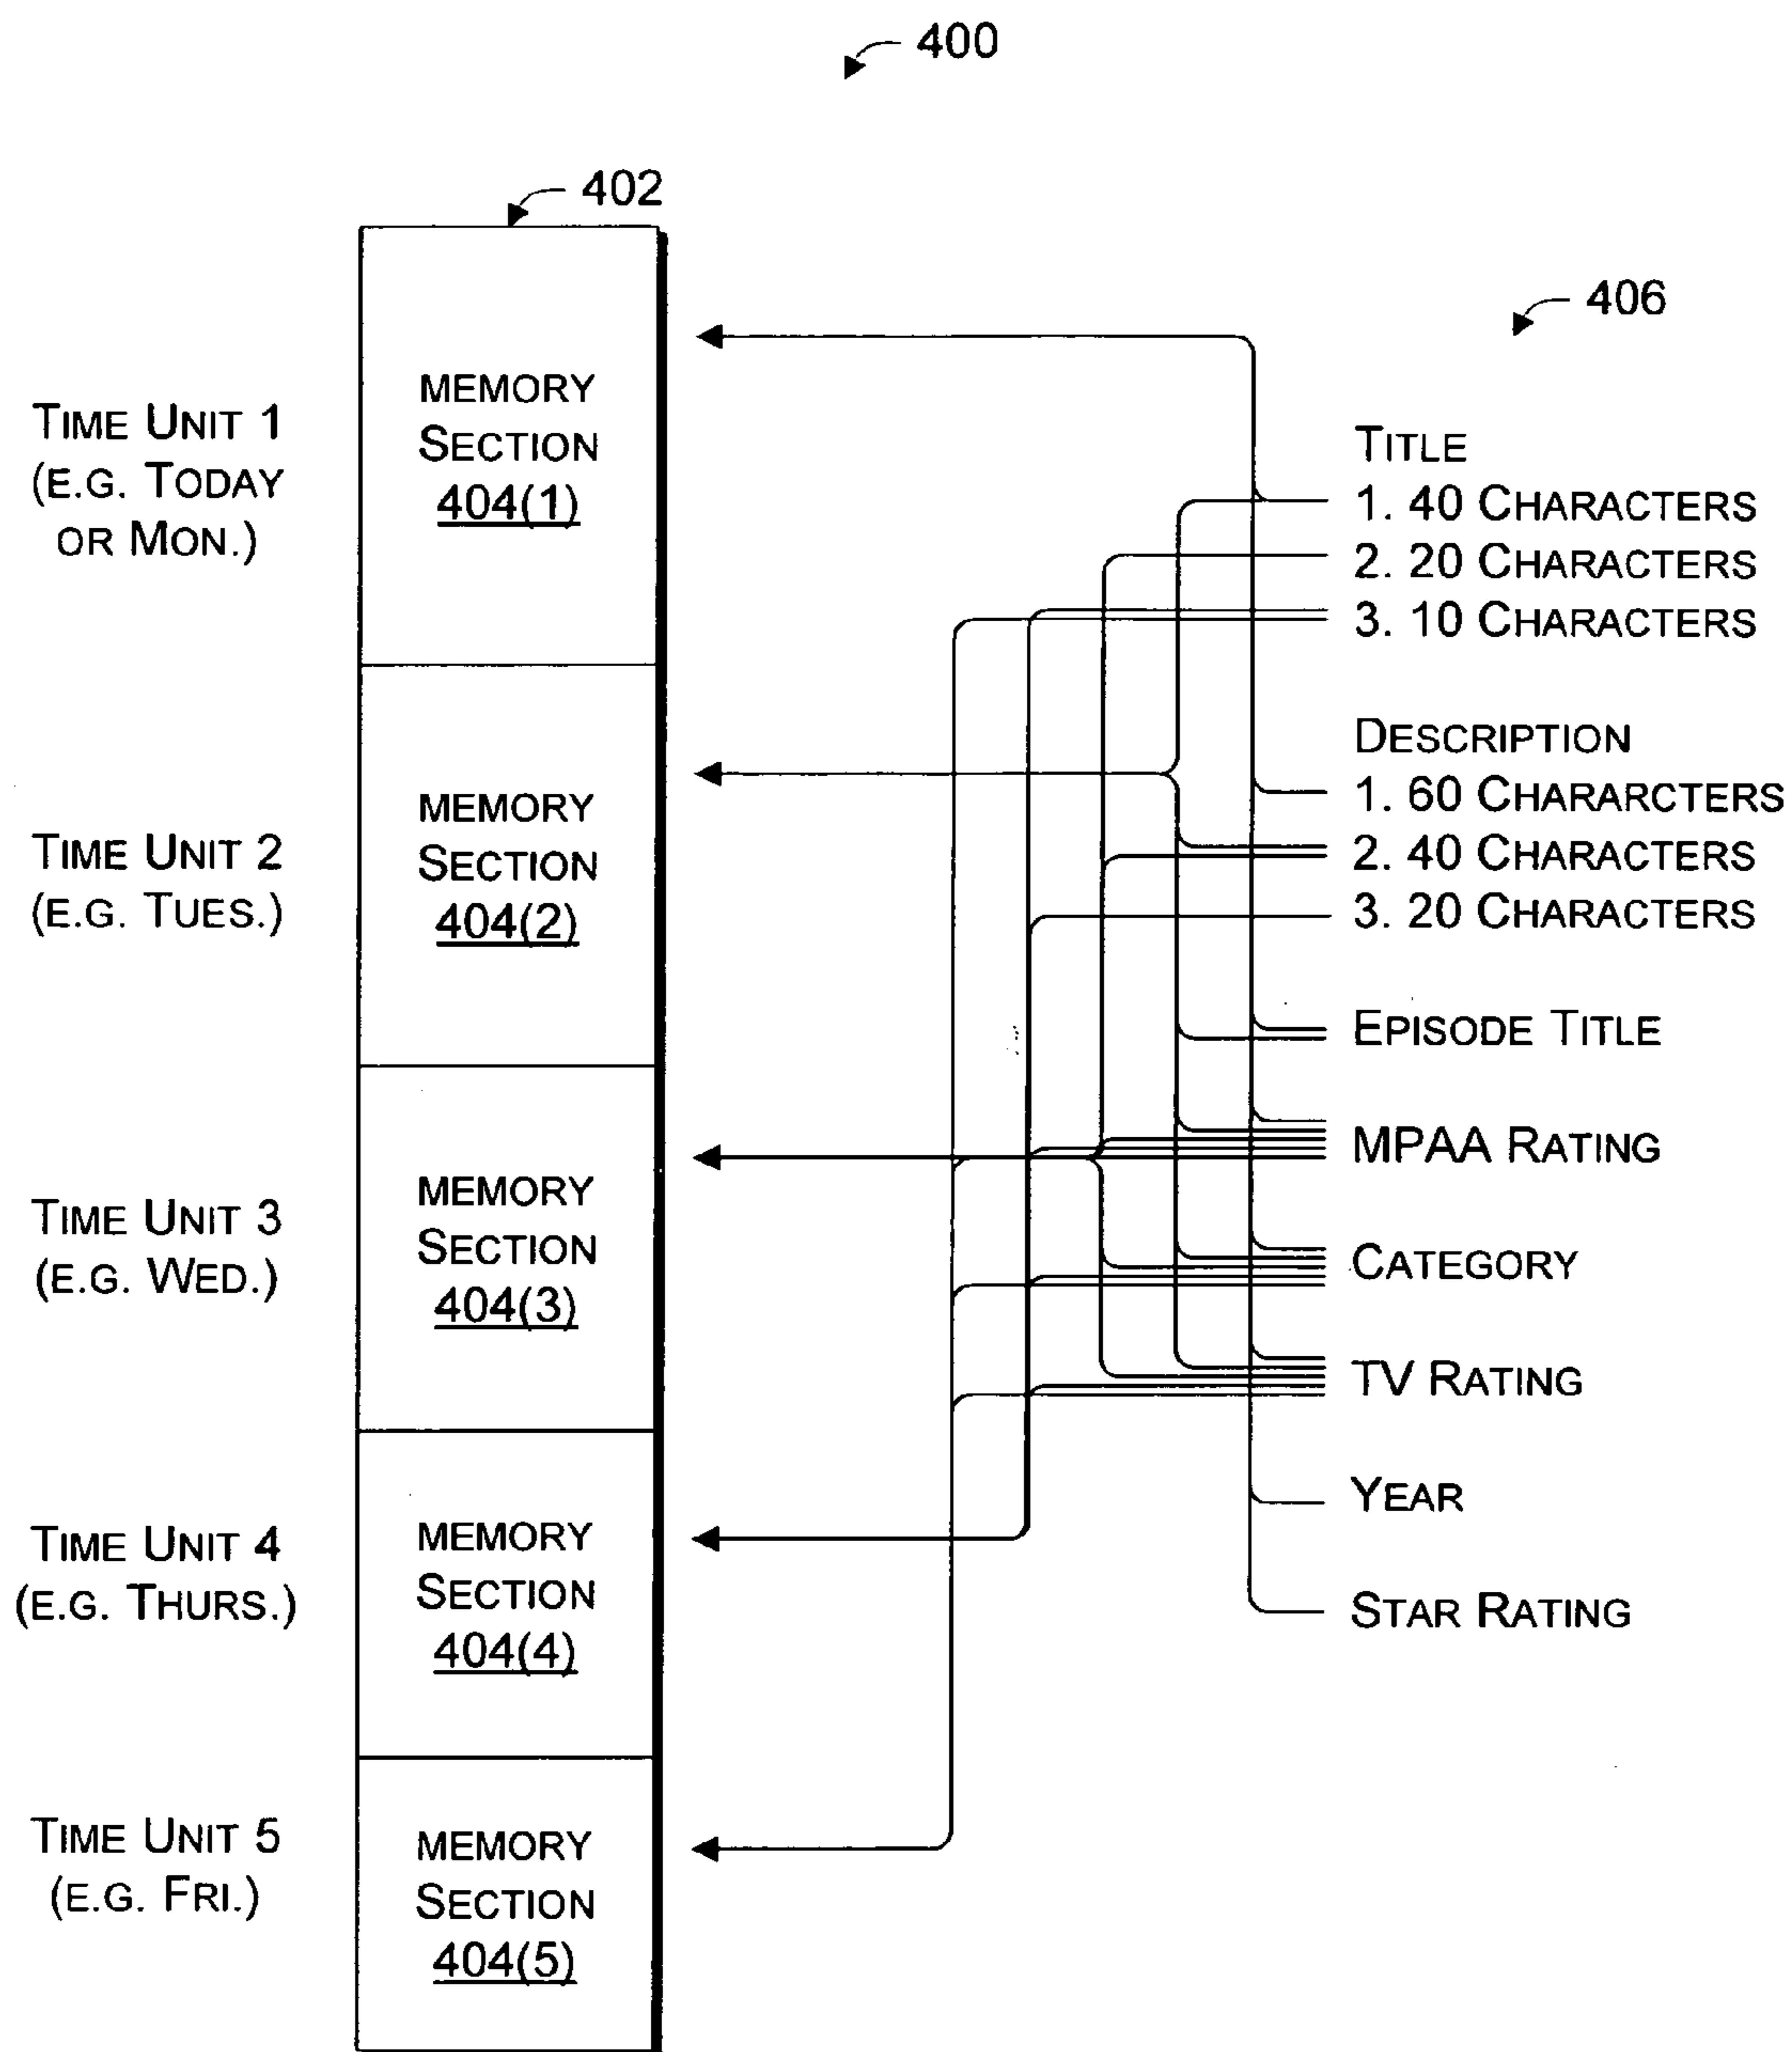 400
402
406
MEMORY
SECTION
404(1)
TIME UNIT 1
(E.G. TODAY
OR MON.)
MEMORY
SECTION
404(2)
TIME UNIT 2
(E.G. TUES.)
MEMORY
SECTION
404(3)
TIME UNIT 3
(E.G. WED.)
MEMORY
SECTION
404(4)
TIME UNIT 4
(E.G. THURS.)
MEMORY
SECTION
404(5)
TIME UNIT 5
(E.G. FRI.)
TITLE
1. 40 CHARACTERS
2. 20 CHARACTERS
3. 10 CHARACTERS
DESCRIPTION
1. 60 CHARARCTERS
2. 40 CHARACTERS
3. 20 CHARACTERS
EPISODE TITLE
MPAA RATING
CATEGORY
TV RATING
YEAR
STAR RATING